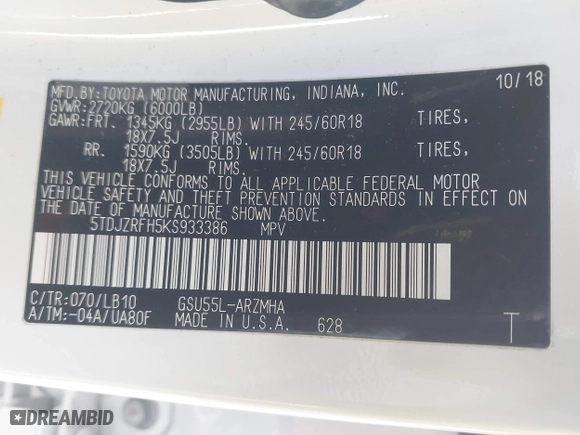 MFD.BY:TOYOTA MOTOR MANUFACTURING, INDIANA, INC. 10/18
GVWR:2720KG (6000LB)
GAWR:FRT. 1345KG (2955LB) WITH 245/60R18 TIRES,
18X7.5J RIMS.
RR. 1590KG (3505LB) WITH 245/60R18 TIRES,
18X7.5J RIMS.
THIS VEHICLE CONFORMS TO ALL APPLICABLE FEDERAL MOTOR
VEHICLE SAFETY AND THEFT PREVENTION STANDARDS IN EFFECT ON
THE DATE OF MANUFACTURE SHOWN ABOVE.
5TDJZRFH5KS933386 MPV
C/TR:070/LB10 GSU55L-ARZMHA
A/TM:-04A/UA80F MADE IN U.S.A. 628 T
DREAMBID